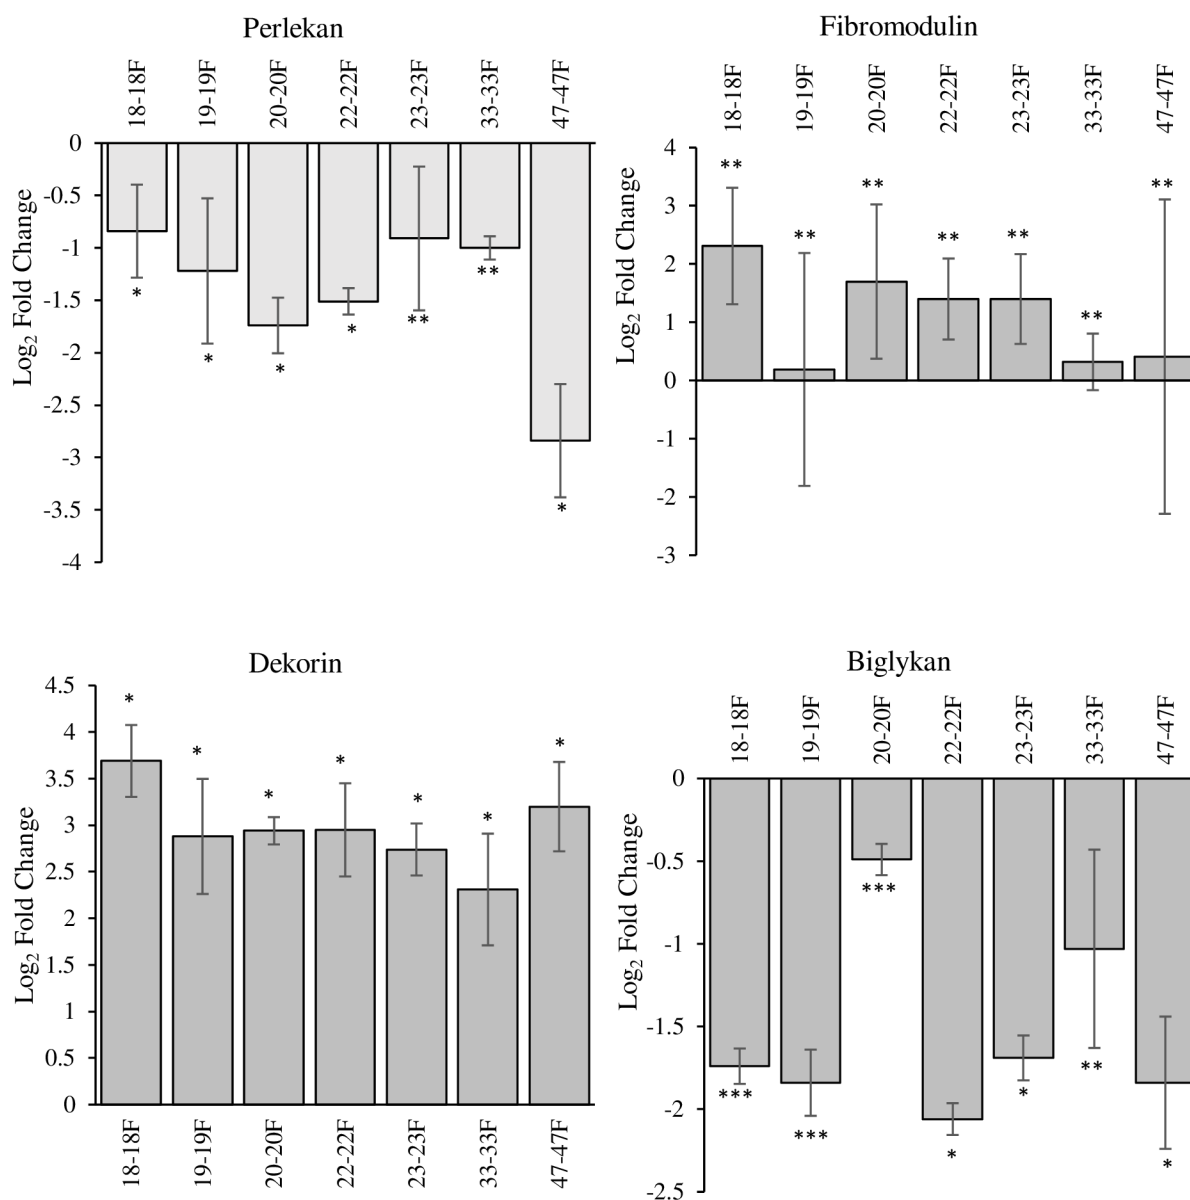 Perlekan
18-18F
19-19F
20-20F
22-22F
23-23F
33-33F
47-47F
0
-0.5
-1
-1.5
-2
-2.5
-3
-3.5
-4
Log₂ Fold Change
*
*
*
*
**
**
*
Fibromodulin
18-18F
19-19F
20-20F
22-22F
23-23F
33-33F
47-47F
4
3
2
1
0
-1
-2
-3
Log₂ Fold Change
**
**
**
**
**
**
**
Dekorin
4.5
4
3.5
3
2.5
2
1.5
1
0.5
0
Log₂ Fold Change
*
*
*
*
*
*
*
18-18F
19-19F
20-20F
22-22F
23-23F
33-33F
47-47F
Biglykan
18-18F
19-19F
20-20F
22-22F
23-23F
33-33F
47-47F
0
-0.5
-1
-1.5
-2
-2.5
Log₂ Fold Change
***
***
***
*
*
**
*